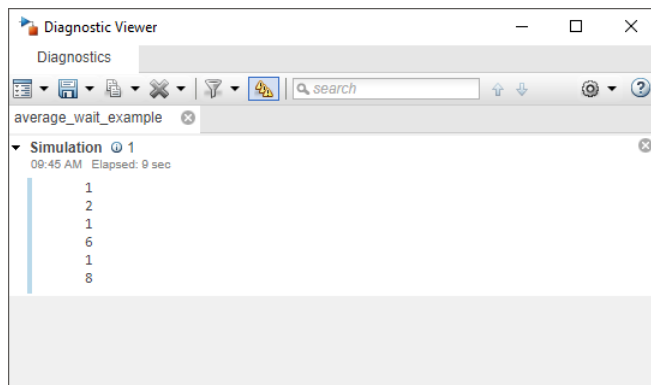 Diagnostic Viewer
Diagnostics
search
average_wait_example
Simulation 1
09:45 AM Elapsed: 9 sec
1
2
1
6
1
8